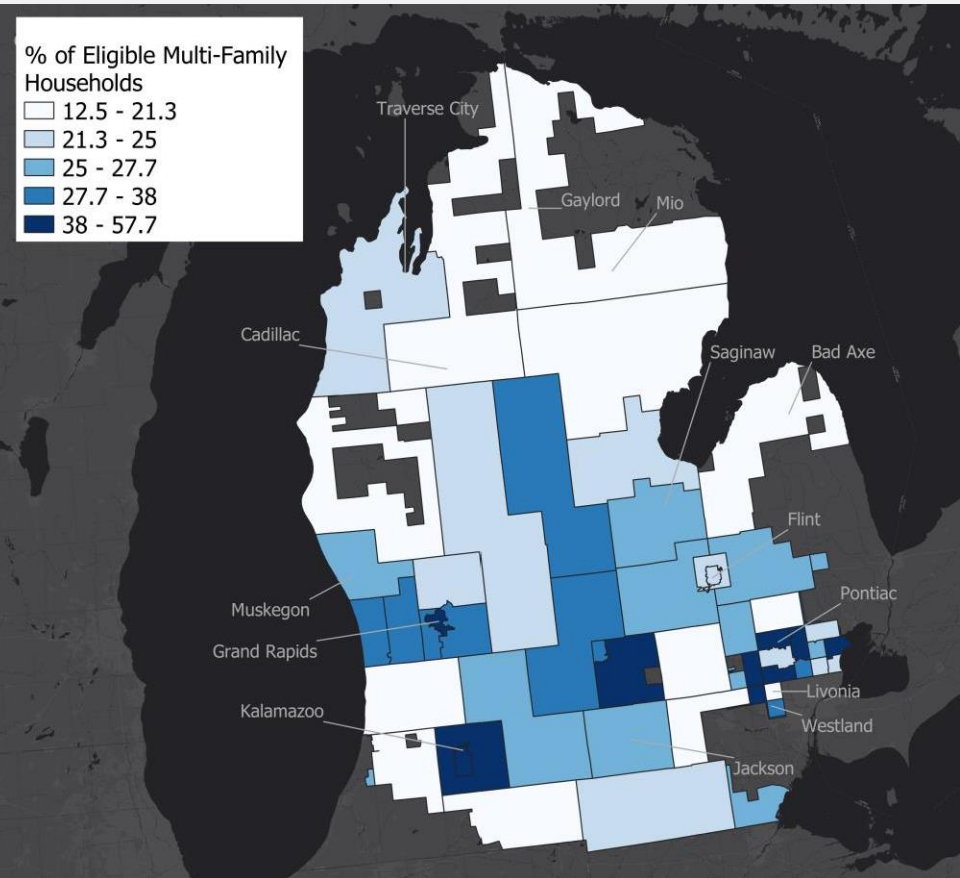 % of Eligible Multi-Family
Households
12.5 - 21.3
21.3 - 25
25 - 27.7
27.7 - 38
38 - 57.7
Traverse City
Gaylord
Mio
Cadillac
Saginaw
Bad Axe
Flint
Pontiac
Muskegon
Grand Rapids
Livonia
Kalamazoo
Westland
Jackson